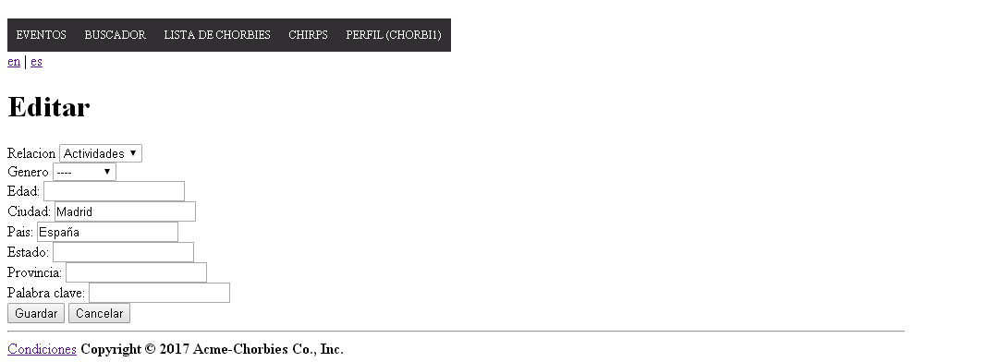 EVENTOS BUSCADOR LISTA DE CHORBIES CHIRPS PERFIL (CHORBI1)
en | es
Editar
Relacion Actividades
Genero ----
Edad:
Ciudad: Madrid
Pais: España
Estado:
Provincia:
Palabra clave:
Guardar Cancelar
Condiciones Copyright © 2017 Acme-Chorbies Co., Inc.